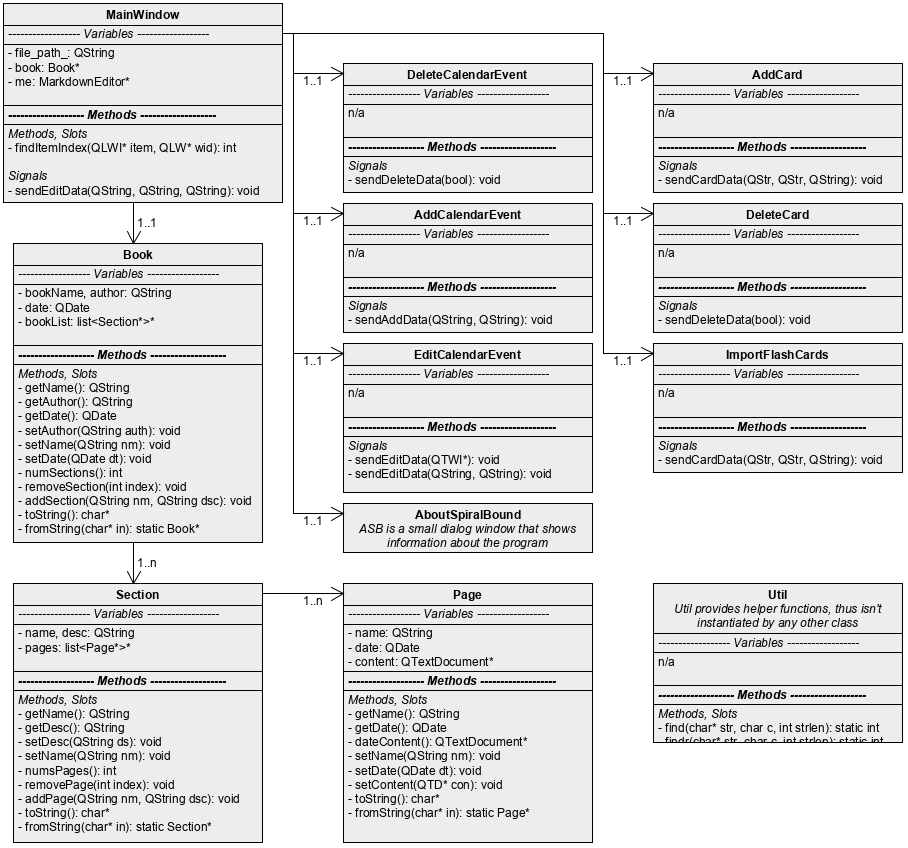 MainWindow
------------------ Variables ------------------
- file_path_: QString
- book: Book*
- me: MarkdownEditor*
------------------- Methods -------------------
Methods, Slots
- findItemIndex(QLWI* item, QLW* wid): int
Signals
- sendEditData(QString, QString, QString): void
1..1
Book
------------------ Variables ------------------
- bookName, author: QString
- date: QDate
- bookList: list<Section*>*
------------------- Methods -------------------
Methods, Slots
- getName(): QString
- getAuthor(): QString
- getDate(): QDate
- setAuthor(QString auth): void
- setName(QString nm): void
- setDate(QDate dt): void
- numSections(): int
- removeSection(int index): void
- addSection(QString nm, QString dsc): void
- toString(): char*
- fromString(char* in): static Book*
1..n
Section
------------------ Variables ------------------
- name, desc: QString
- pages: list<Page*>*
------------------- Methods -------------------
Methods, Slots
- getName(): QString
- getDesc(): QString
- setDesc(QString ds): void
- setName(QString nm): void
- numsPages(): int
- removePage(int index): void
- addPage(QString nm, QString dsc): void
- toString(): char*
- fromString(char* in): static Section*
1..1
DeleteCalendarEvent
------------------ Variables ------------------
n/a
------------------- Methods -------------------
Signals
- sendDeleteData(bool): void
1..1
AddCalendarEvent
------------------ Variables ------------------
n/a
------------------- Methods -------------------
Signals
- sendAddData(QString, QString): void
1..1
EditCalendarEvent
------------------ Variables ------------------
n/a
------------------- Methods -------------------
Signals
- sendEditData(QTWI*): void
- sendEditData(QString, QString): void
1..1
AboutSpiralBound
ASB is a small dialog window that shows
information about the program
1..n
Page
------------------ Variables ------------------
- name: QString
- date: QDate
- content: QTextDocument*
------------------- Methods -------------------
Methods, Slots
- getName(): QString
- getDate(): QDate
- dateContent(): QTextDocument*
- setName(QString nm): void
- setDate(QDate dt): void
- setContent(QTD* con): void
- toString(): char*
- fromString(char* in): static Page*
1..1
AddCard
------------------ Variables ------------------
n/a
------------------- Methods -------------------
Signals
- sendCardData(QStr, QStr, QString): void
1..1
DeleteCard
------------------ Variables ------------------
n/a
------------------- Methods -------------------
Signals
- sendDeleteData(bool): void
1..1
ImportFlashCards
------------------ Variables ------------------
n/a
------------------- Methods -------------------
Signals
- sendCardData(QStr, QStr, QString): void
Util
Util provides helper functions, thus isn't
instantiated by any other class
------------------ Variables ------------------
n/a
------------------- Methods -------------------
Methods, Slots
- find(char* str, char c, int strlen): static int
- findr(char* str, char c, int strlen): static int